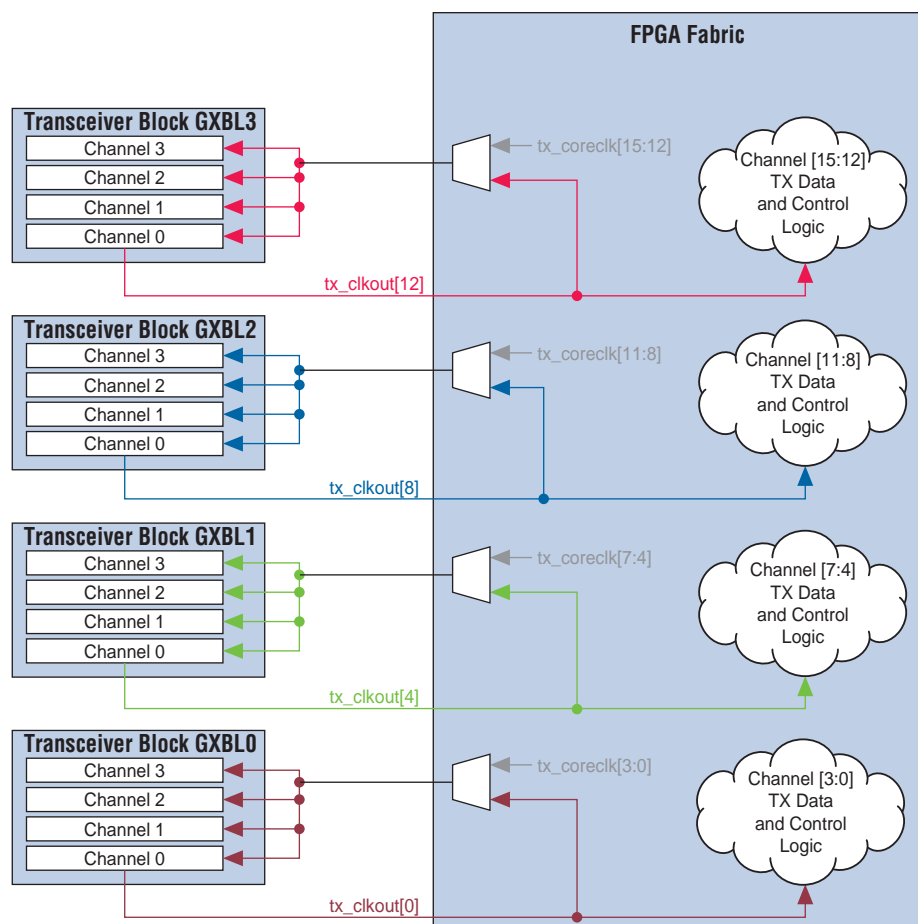 FPGA Fabric
Transceiver Block GXBL3
Channel 3
Channel 2
Channel 1
Channel 0
tx_coreclk[15:12]
Channel [15:12]
TX Data
and Control
Logic
tx_clkout[12]
Transceiver Block GXBL2
Channel 3
Channel 2
Channel 1
Channel 0
tx_coreclk[11:8]
Channel [11:8]
TX Data
and Control
Logic
tx_clkout[8]
Transceiver Block GXBL1
Channel 3
Channel 2
Channel 1
Channel 0
tx_coreclk[7:4]
Channel [7:4]
TX Data
and Control
Logic
tx_clkout[4]
Transceiver Block GXBL0
Channel 3
Channel 2
Channel 1
Channel 0
tx_coreclk[3:0]
Channel [3:0]
TX Data
and Control
Logic
tx_clkout[0]